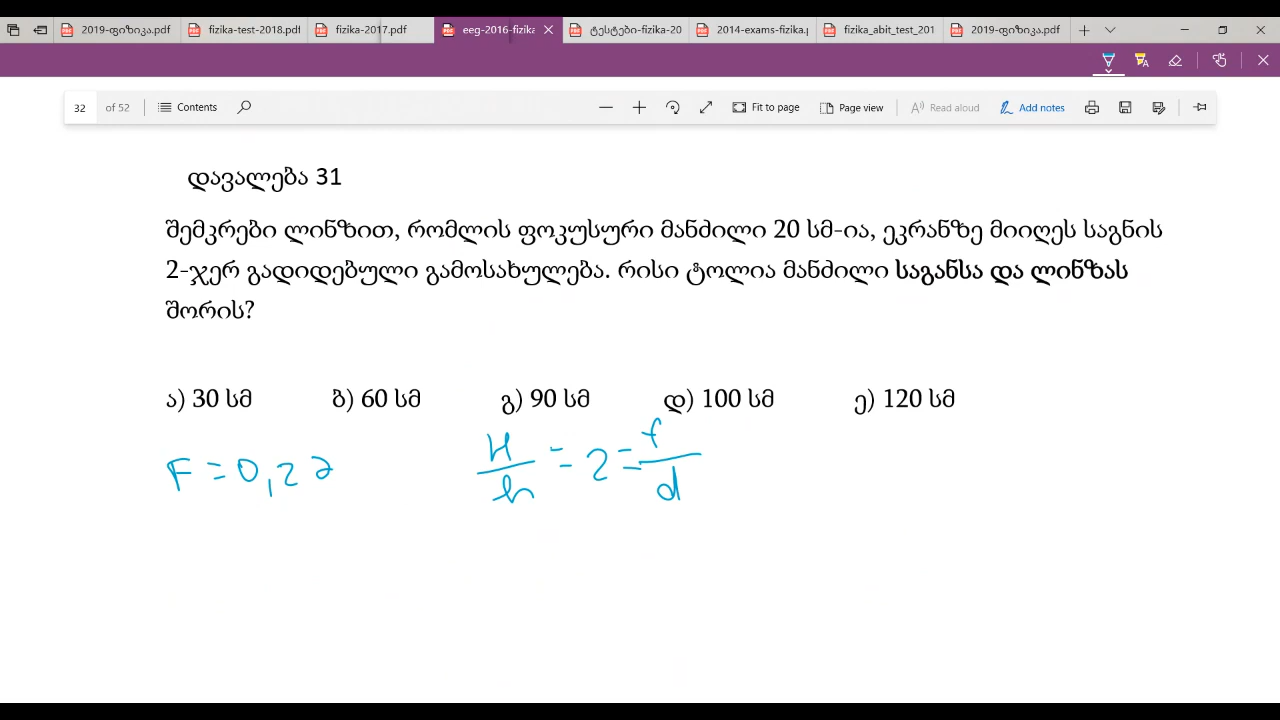 2019-ფიზიკა.pdf
fizika-test-2018.pdf
fizika-2017.pdf
eeg-2016-fizika
ტესტები-fizika-20
2014-exams-fizika.p
fizika_abit_test_201
2019-ფიზიკა.pdf
32 of 52 Contents Fit to page Page view Read aloud Add notes
დავალება 31
შემკრები ლინზით, რომლის ფოკუსური მანძილი 20 სმ-ია, ეკრანზე მიიღეს საგნის
2-ჯერ გადიდებული გამოსახულება. რისი ტოლია მანძილი საგანსა და ლინზას
შორის?
ა) 30 სმ ბ) 60 სმ გ) 90 სმ დ) 100 სმ ე) 120 სმ
F = 0,2 მ H/h = 2 = f/d